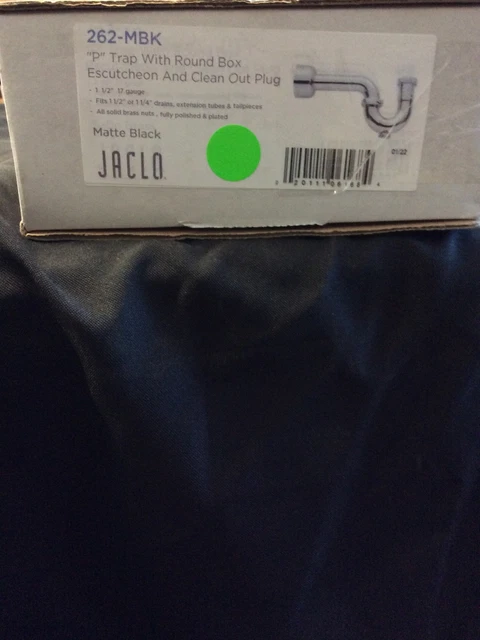 262-MBK
"P" Trap With Round Box
Escutcheon And Clean Out Plug
- 1 1/2" 17 gauge
- Fits 1 1/2" or 1 1/4" drains, extension tubes & tailpieces
- All solid brass nuts, fully polished & plated
Matte Black
JACLO
01/22